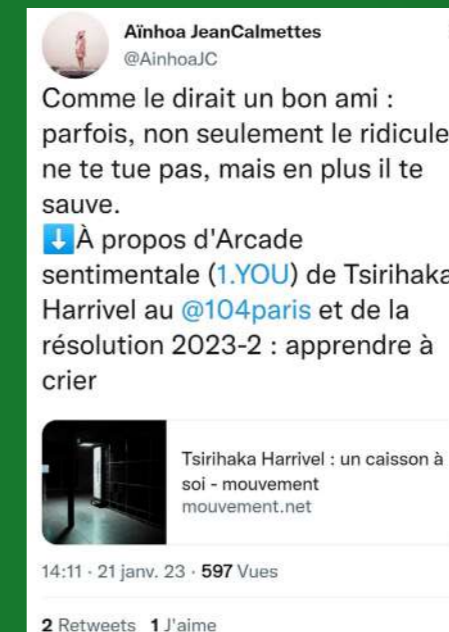 Aïnhoa JeanCalmettes
@AinhoaJC
Comme le dirait un bon ami :
parfois, non seulement le ridicule
ne te tue pas, mais en plus il te
sauve.
⬇️À propos d'Arcade
sentimentale (1.YOU) de Tsirihaka
Harrivel au @104paris et de la
résolution 2023-2 : apprendre à
crier
Tsirihaka Harrivel : un caisson à
soi - mouvement
mouvement.net
14:11 · 21 janv. 23 · 597 Vues
2 Retweets 1 J'aime